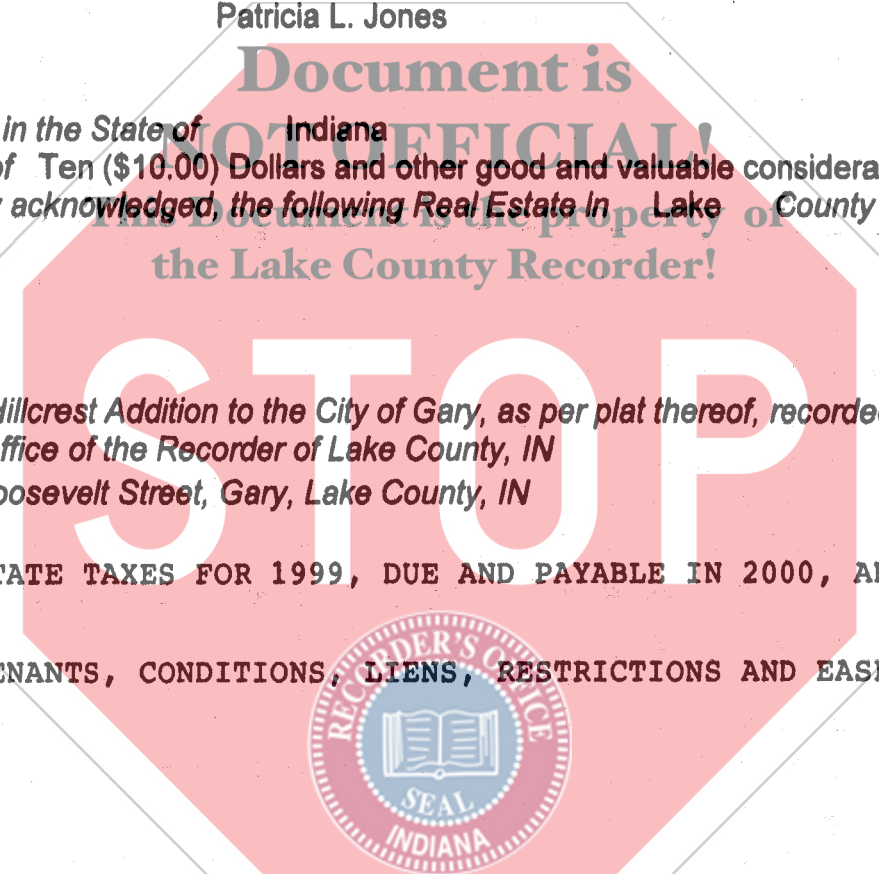 Patricia L. Jones
Document is
NOT OFFICIAL!
in the State of Indiana
of Ten ($10.00) Dollars and other good and valuable considera
acknowledged, the following Real Estate In Lake County
This Document is the property of
the Lake County Recorder!
STOP
Hillcrest Addition to the City of Gary, as per plat thereof, recorde
ffice of the Recorder of Lake County, IN
oosevelt Street, Gary, Lake County, IN
TATE TAXES FOR 1999, DUE AND PAYABLE IN 2000, A
ENANTS, CONDITIONS, LIENS, RESTRICTIONS AND EAS
RECORDER'S OFFICE
SEAL
INDIANA